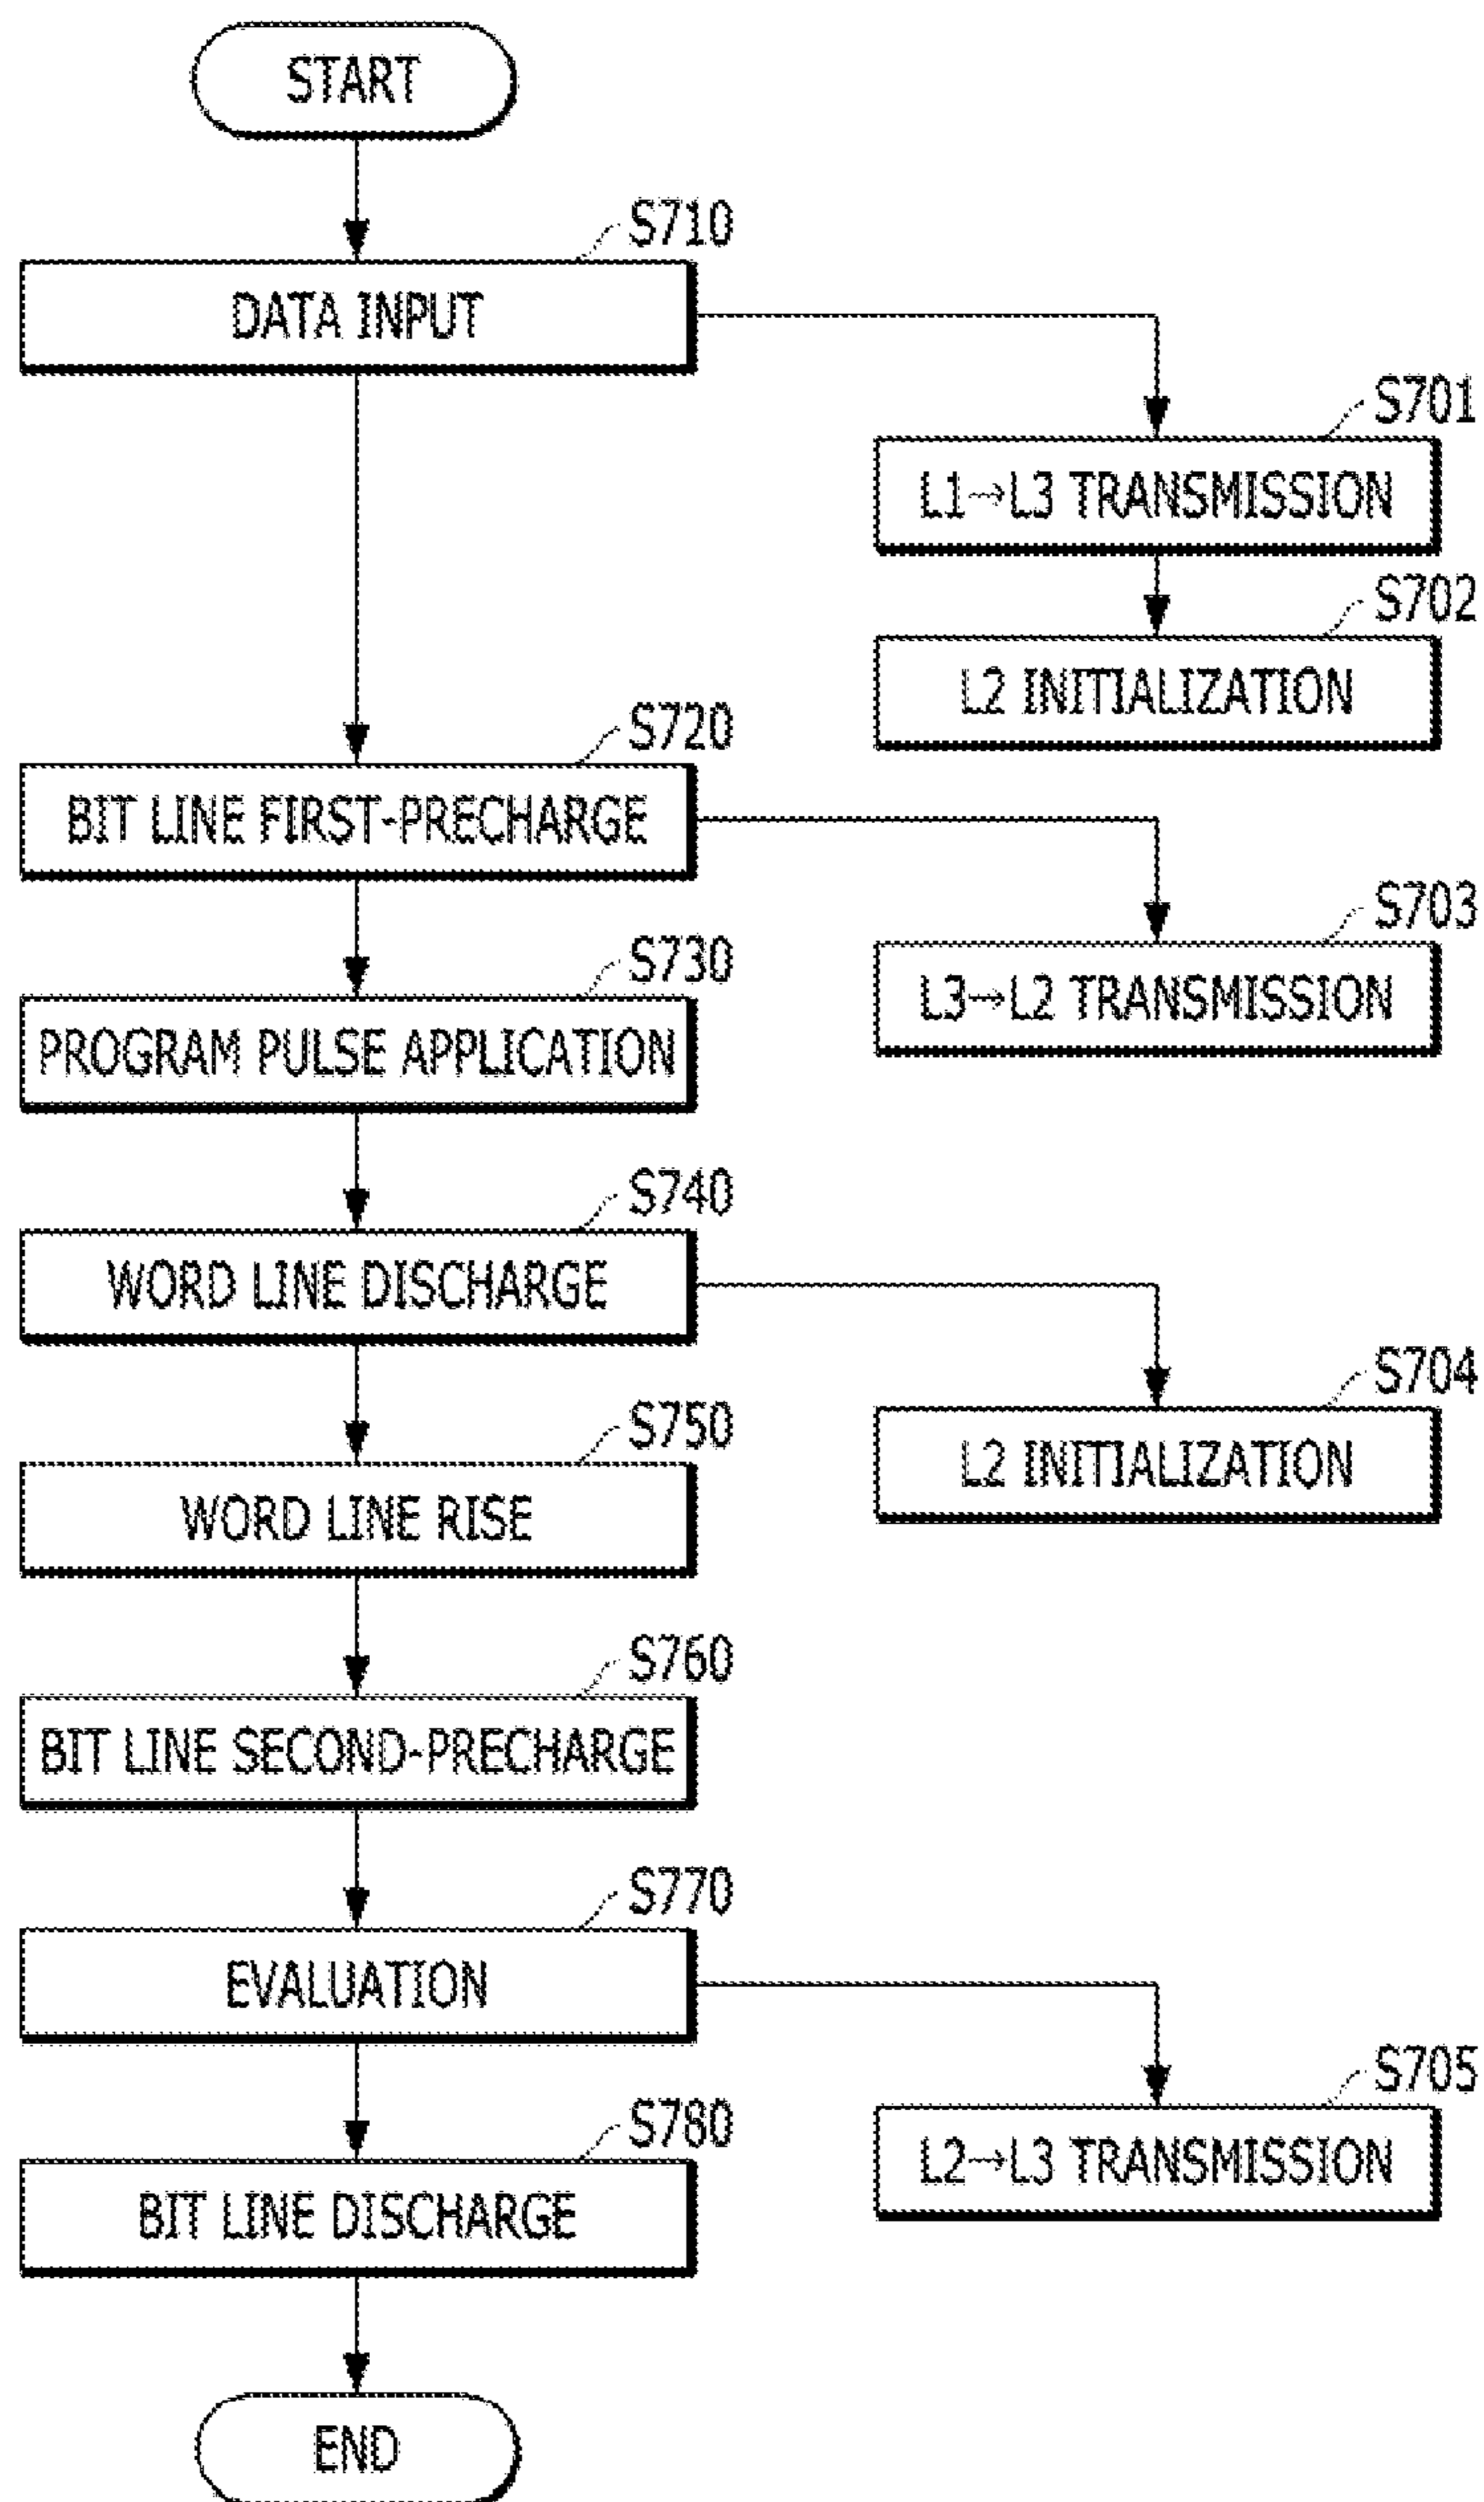 START
S710
DATA INPUT
S701
L1→L3 TRANSMISSION
S702
L2 INITIALIZATION
S720
BIT LINE FIRST-PRECHARGE
S703
L3→L2 TRANSMISSION
S730
PROGRAM PULSE APPLICATION
S740
WORD LINE DISCHARGE
S704
L2 INITIALIZATION
S750
WORD LINE RISE
S760
BIT LINE SECOND-PRECHARGE
S770
EVALUATION
S705
L2→L3 TRANSMISSION
S780
BIT LINE DISCHARGE
END